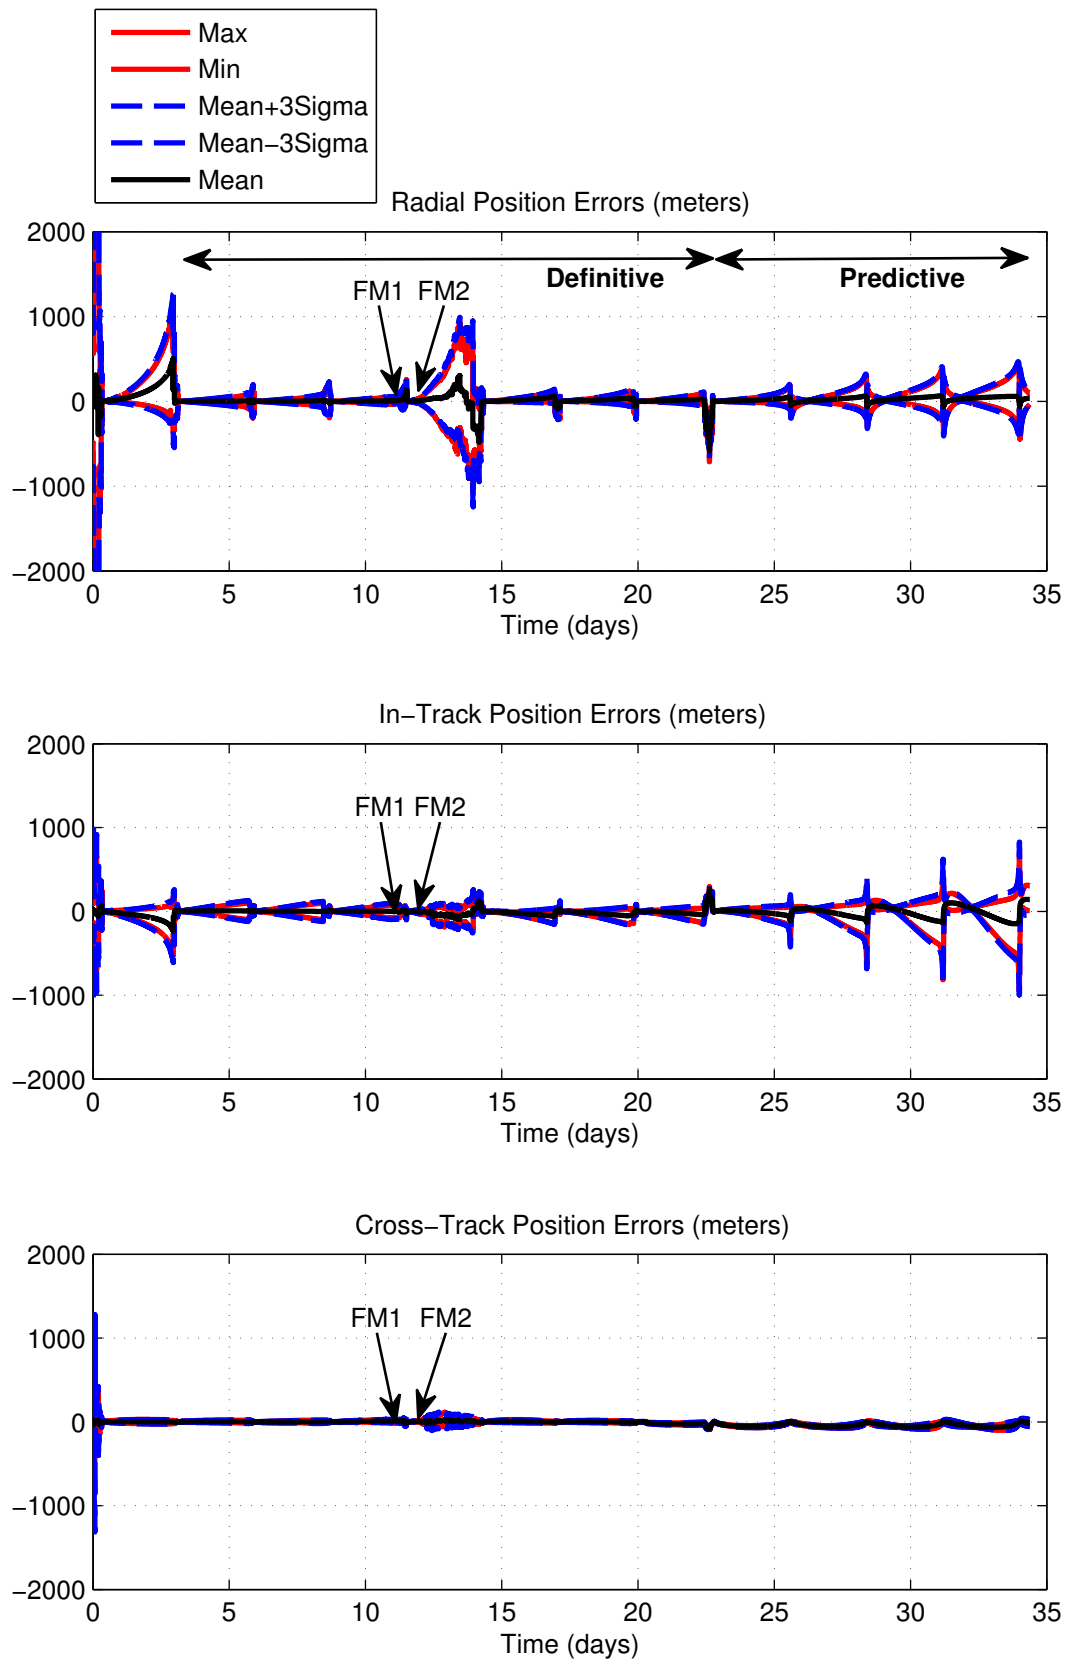 Max
Min
Mean+3Sigma
Mean−3Sigma
Mean
Radial Position Errors (meters)
2000
1000
0
−1000
−2000
Definitive
Predictive
FM1 FM2
0 5 10 15 20 25 30 35
Time (days)
In−Track Position Errors (meters)
2000
1000
0
−1000
−2000
FM1 FM2
0 5 10 15 20 25 30 35
Time (days)
Cross−Track Position Errors (meters)
2000
1000
0
−1000
−2000
FM1 FM2
0 5 10 15 20 25 30 35
Time (days)